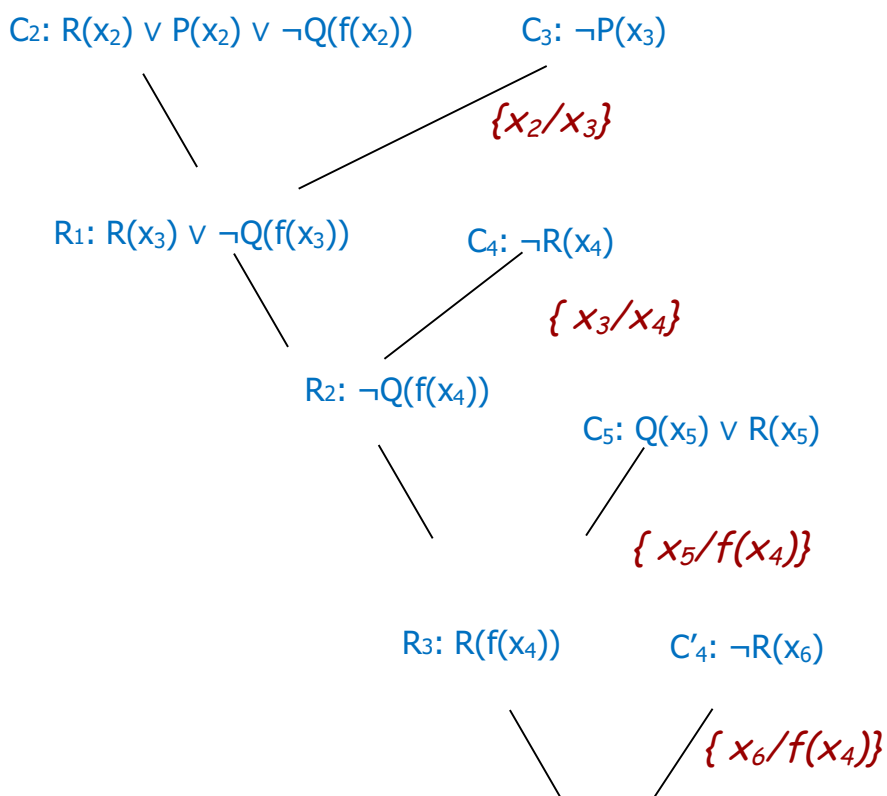 C₂: R(x₂) ∨ P(x₂) ∨ ¬Q(f(x₂)) C₃: ¬P(x₃)
{x₂/x₃}
R₁: R(x₃) ∨ ¬Q(f(x₃)) C₄: ¬R(x₄)
{ x₃/x₄}
R₂: ¬Q(f(x₄))
C₅: Q(x₅) ∨ R(x₅)
{ x₅/f(x₄)}
R₃: R(f(x₄)) C’₄: ¬R(x₆)
{ x₆/f(x₄)}